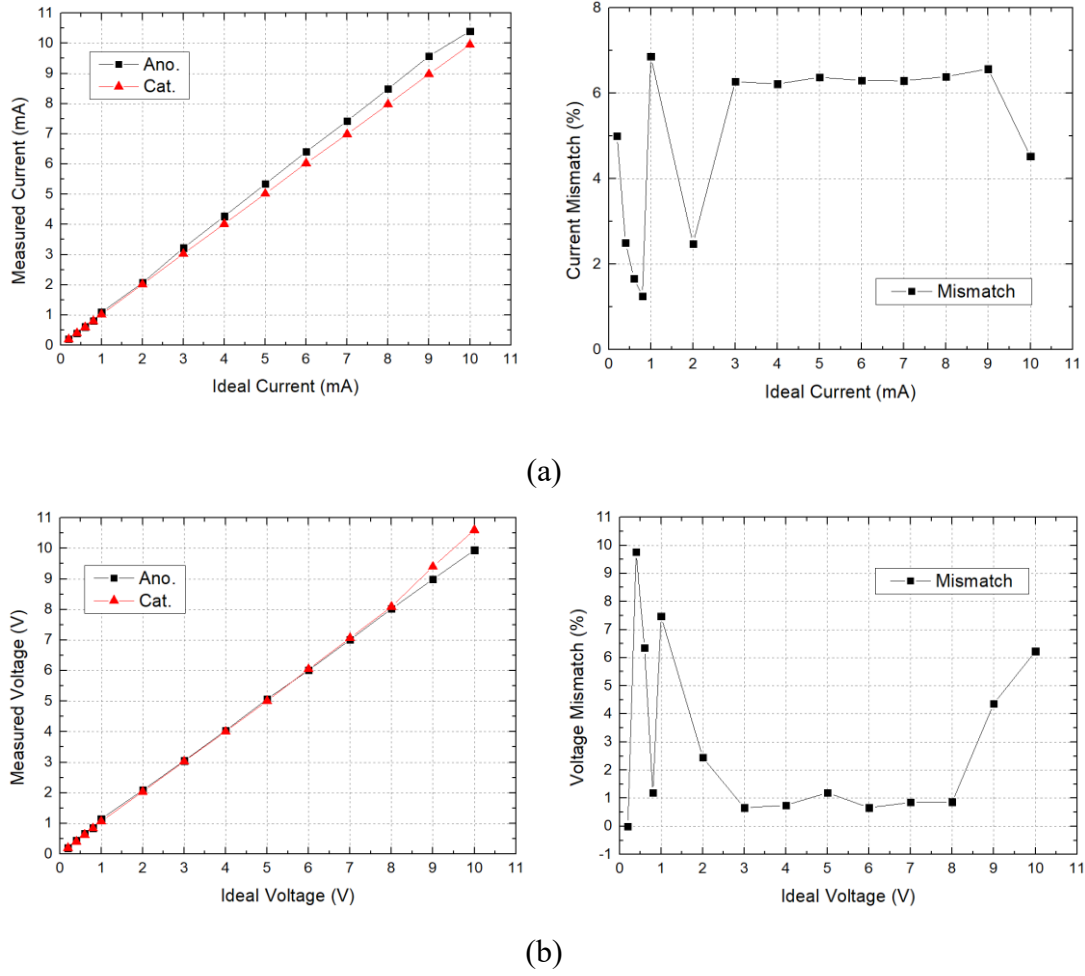 11
10
9
8
7
6
5
4
3
2
1
0
Measured Current (mA)
Ano.
Cat.
0 1 2 3 4 5 6 7 8 9 10 11
Ideal Current (mA)
8
6
4
2
0
Current Mismatch (%)
Mismatch
0 1 2 3 4 5 6 7 8 9 10 11
Ideal Current (mA)
(a)
11
10
9
8
7
6
5
4
3
2
1
0
Measured Voltage (V)
Ano.
Cat.
0 1 2 3 4 5 6 7 8 9 10 11
Ideal Voltage (V)
11
10
9
8
7
6
5
4
3
2
1
0
-1
Voltage Mismatch (%)
Mismatch
0 1 2 3 4 5 6 7 8 9 10 11
Ideal Voltage (V)
(b)